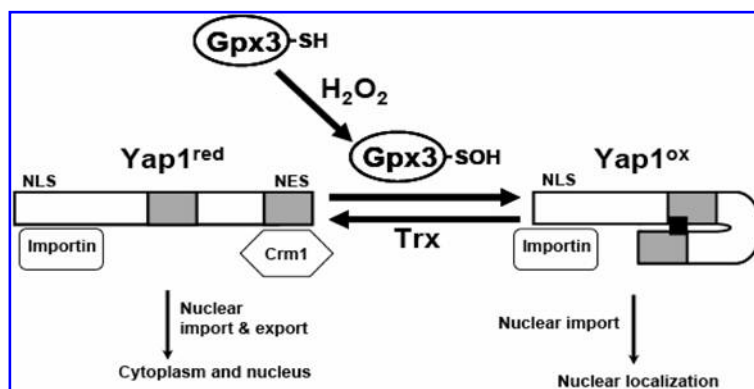 Gpx3 -SH
H₂O₂
Yap1ʳᵉᵈ Gpx3 -SOH Yap1ᵒˣ
NLS NES NLS
Trx
Importin Crm1 Importin
Nuclear
import & export
Nuclear import
Cytoplasm and nucleus
Nuclear localization